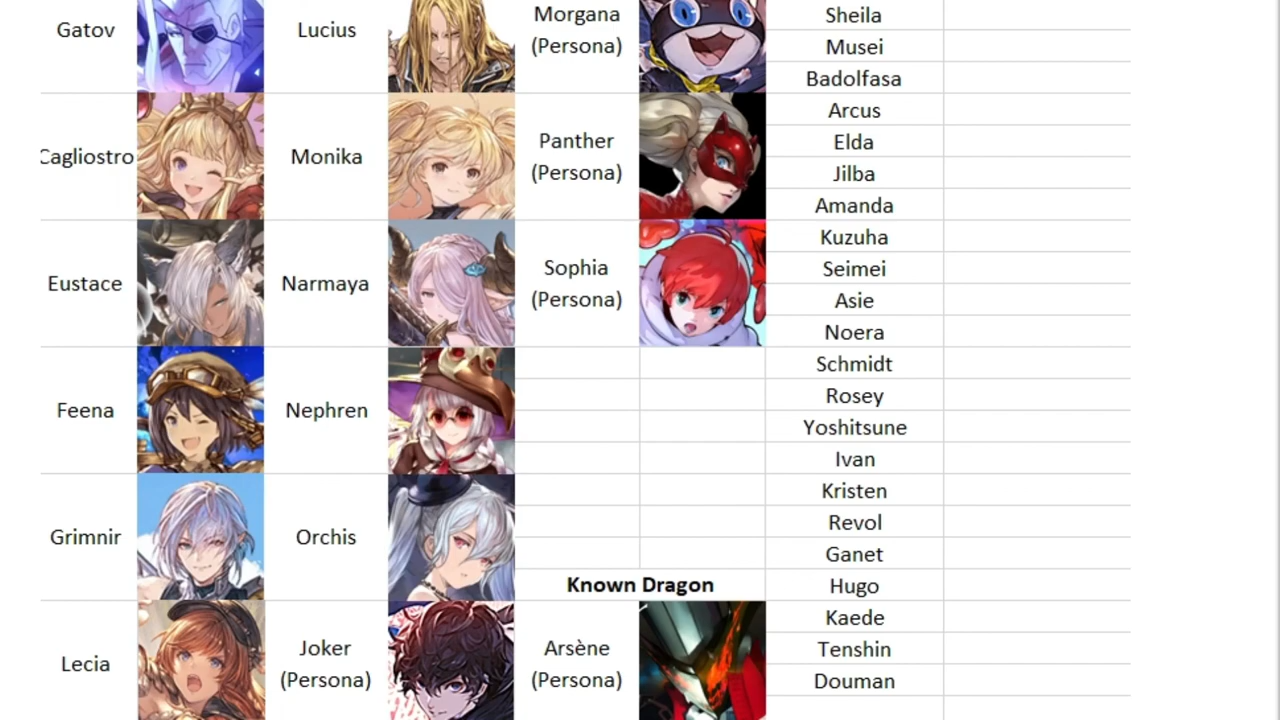 Gatov
Lucius
Morgana
(Persona)
Sheila
Musei
Badolfasa
Cagliostro
Monika
Panther
(Persona)
Arcus
Elda
Jilba
Amanda
Eustace
Narmaya
Sophia
(Persona)
Kuzuha
Seimei
Asie
Noera
Feena
Nephren
Schmidt
Rosey
Yoshitsune
Ivan
Grimnir
Orchis
Kristen
Revol
Ganet
Known Dragon
Hugo
Lecia
Joker
(Persona)
Arsène
(Persona)
Kaede
Tenshin
Douman